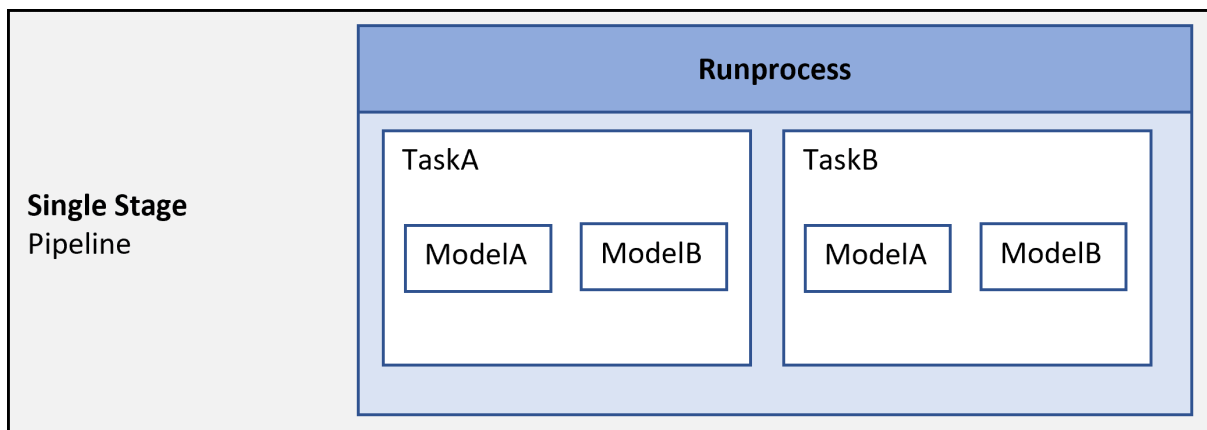 Runprocess
Single Stage
Pipeline
TaskA
ModelA
ModelB
TaskB
ModelA
ModelB